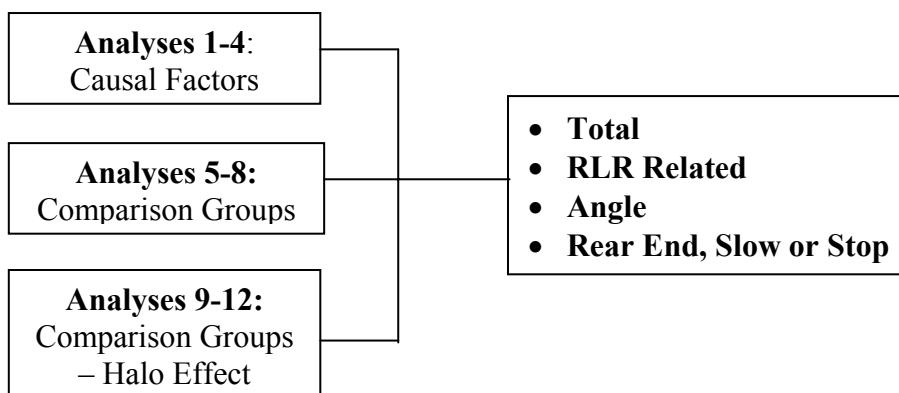 Analyses 1-4:
Causal Factors
Analyses 5-8:
Comparison Groups
Analyses 9-12:
Comparison Groups
– Halo Effect
• Total
• RLR Related
• Angle
• Rear End, Slow or Stop